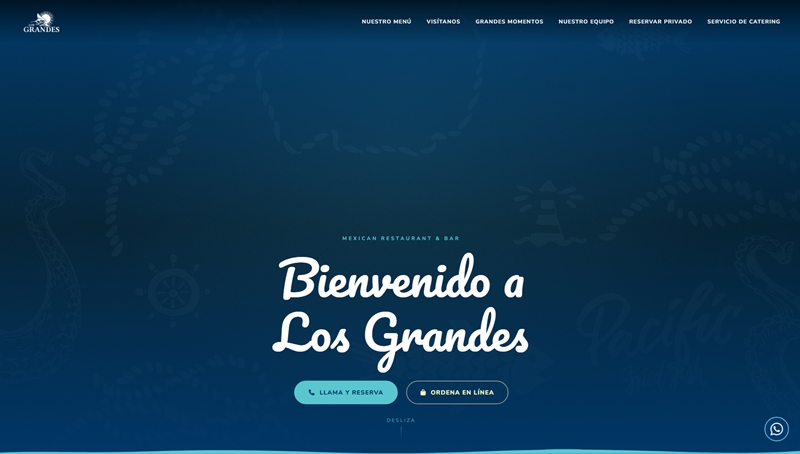 GRANDES
NUESTRO MENÚ
VISÍTANOS
GRANDES MOMENTOS
NUESTRO EQUIPO
RESERVAR PRIVADO
SERVICIO DE CATERING
MEXICAN RESTAURANT & BAR
Bienvenido a
Los Grandes
Pacífic
LLAMA Y RESERVA
ORDENA EN LÍNEA
DESLIZA